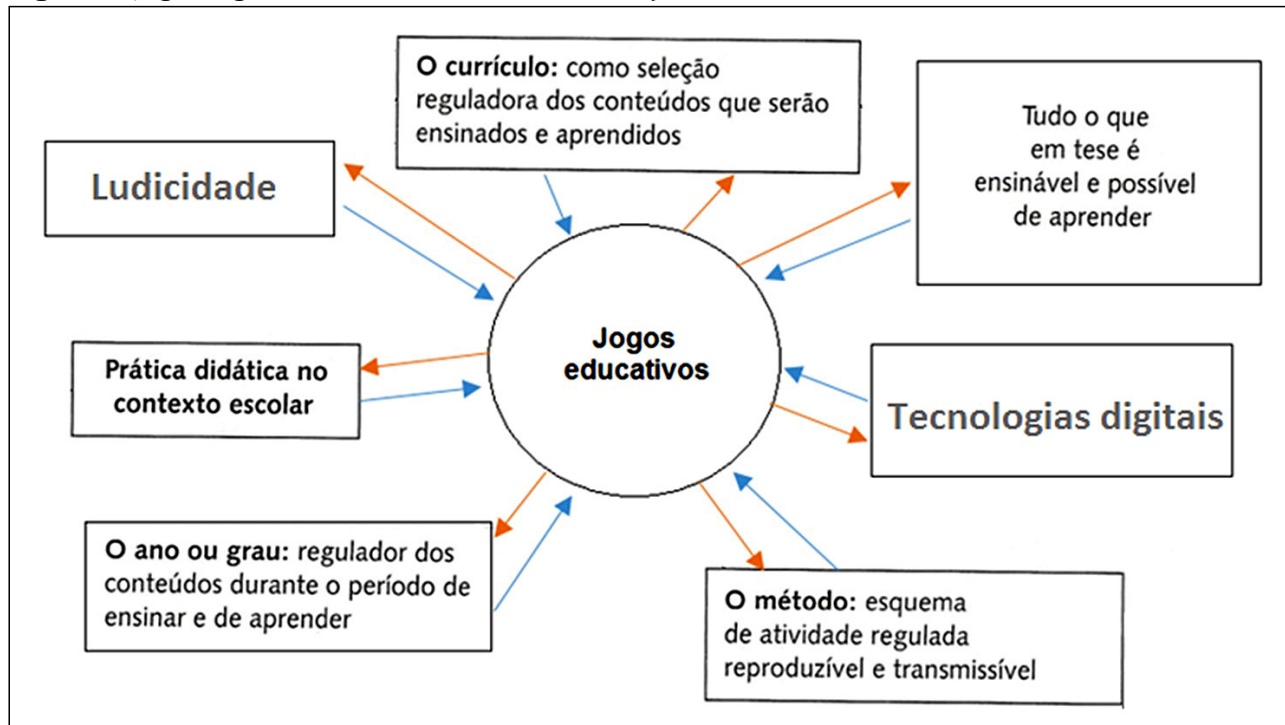 O currículo: como seleção
reguladora dos conteúdos que serão
ensinados e aprendidos
Tudo o que
em tese é
ensinável e possível
de aprender
Ludicidade
Jogos
educativos
Prática didática no
contexto escolar
Tecnologias digitais
O ano ou grau: regulador dos
conteúdos durante o período de
ensinar e de aprender
O método: esquema
de atividade regulada
reproduzível e transmissível